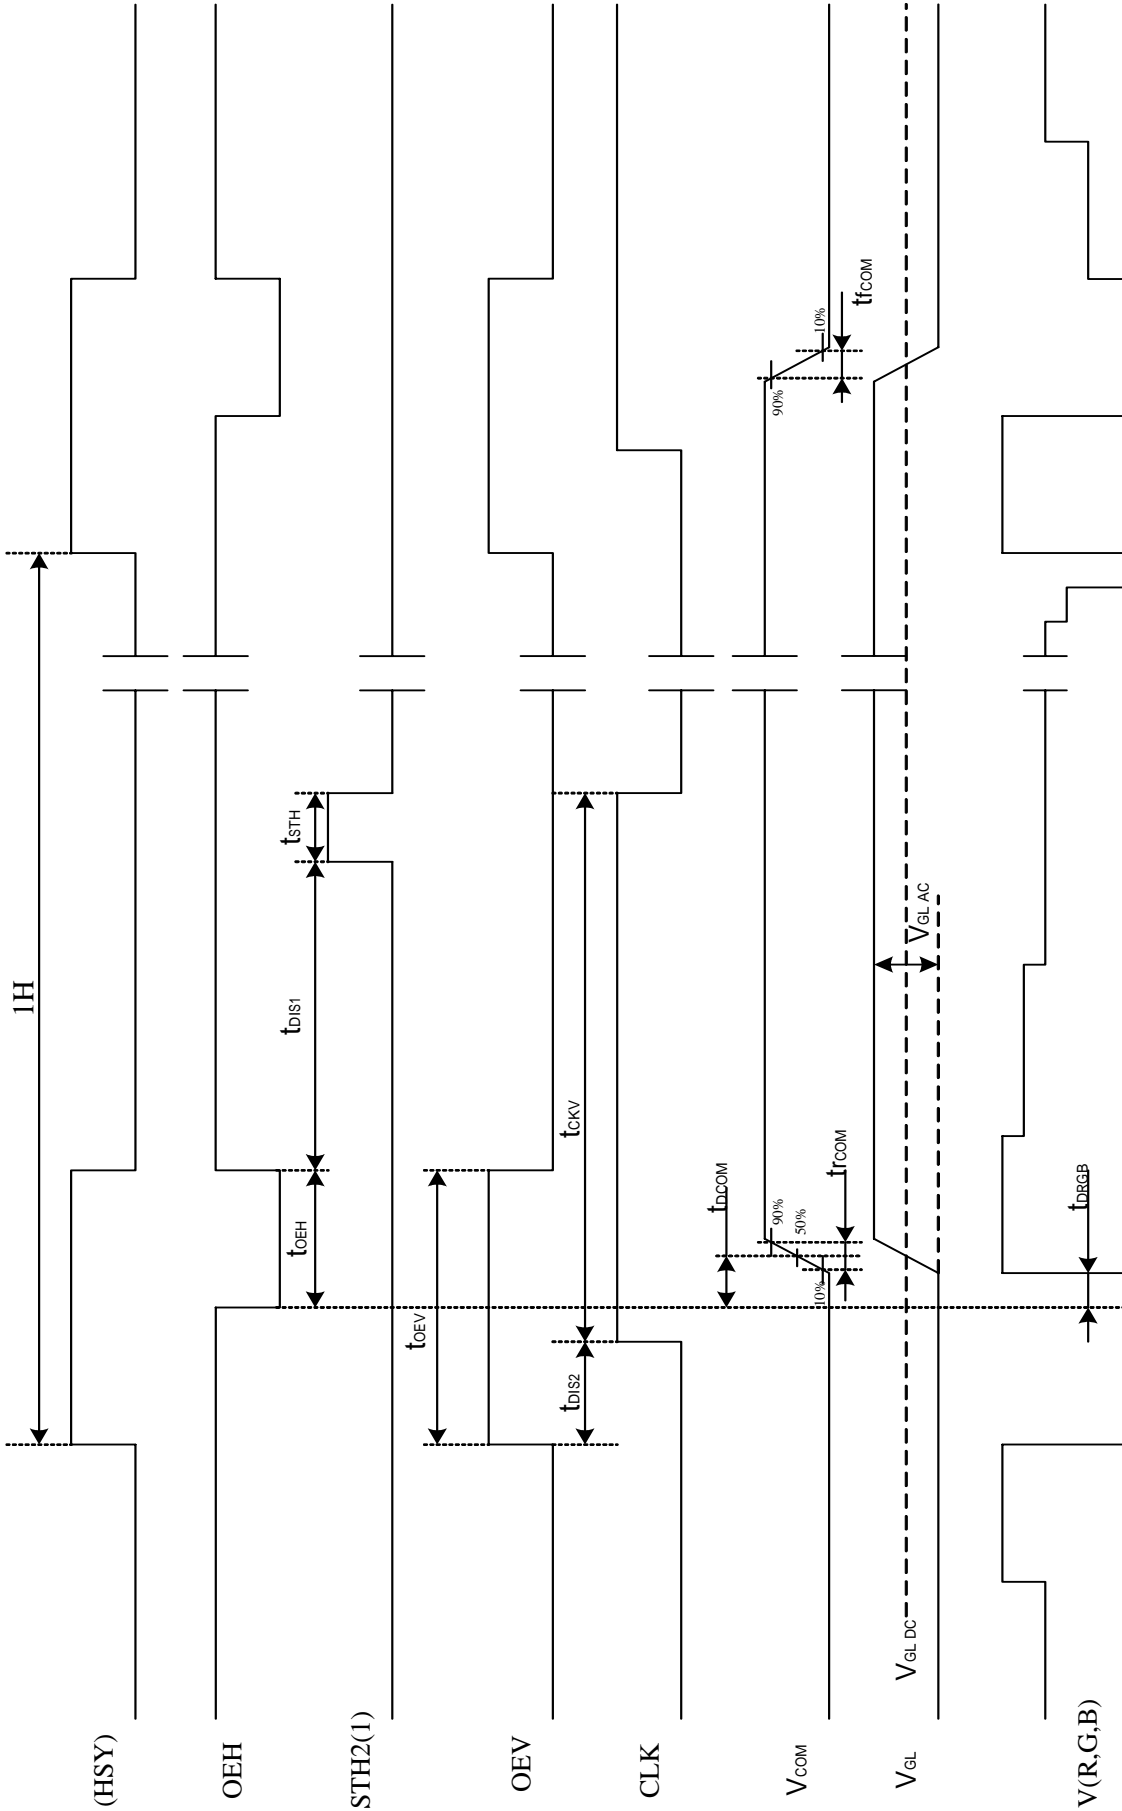 1H
(HSY)
OEH
tOEH
tDIS1
tSTH
STH2(1)
OEV
tOEV
tDIS2
tCKV
CLK
VCOM
tDCOM
10%
50%
90%
trCOM
90%
10%
tfCOM
VGL
VGL DC
VGL AC
V(R,G,B)
tDRGB